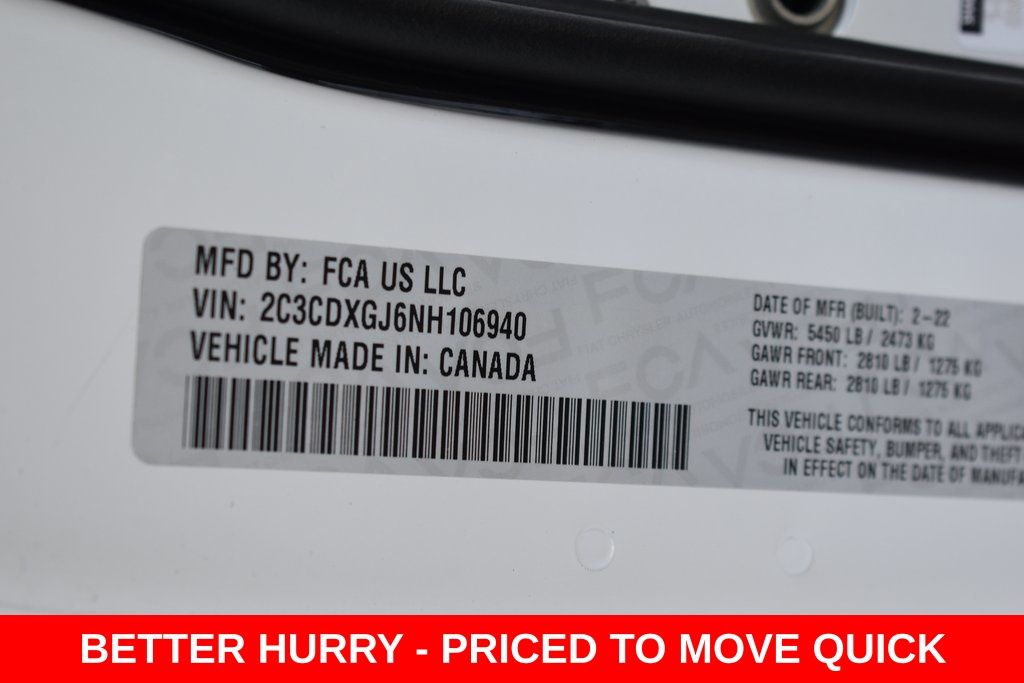 MFD BY: FCA US LLC
VIN: 2C3CDXGJ6NH106940
VEHICLE MADE IN: CANADA
DATE OF MFR (BUILT): 2-22
GVWR: 5450 LB / 2473 KG
GAWR FRONT: 2810 LB / 1275 KG
GAWR REAR: 2810 LB / 1275 KG
THIS VEHICLE CONFORMS TO ALL APPLICA
VEHICLE SAFETY, BUMPER, AND THEFT
IN EFFECT ON THE DATE OF MANUFA
BETTER HURRY - PRICED TO MOVE QUICK